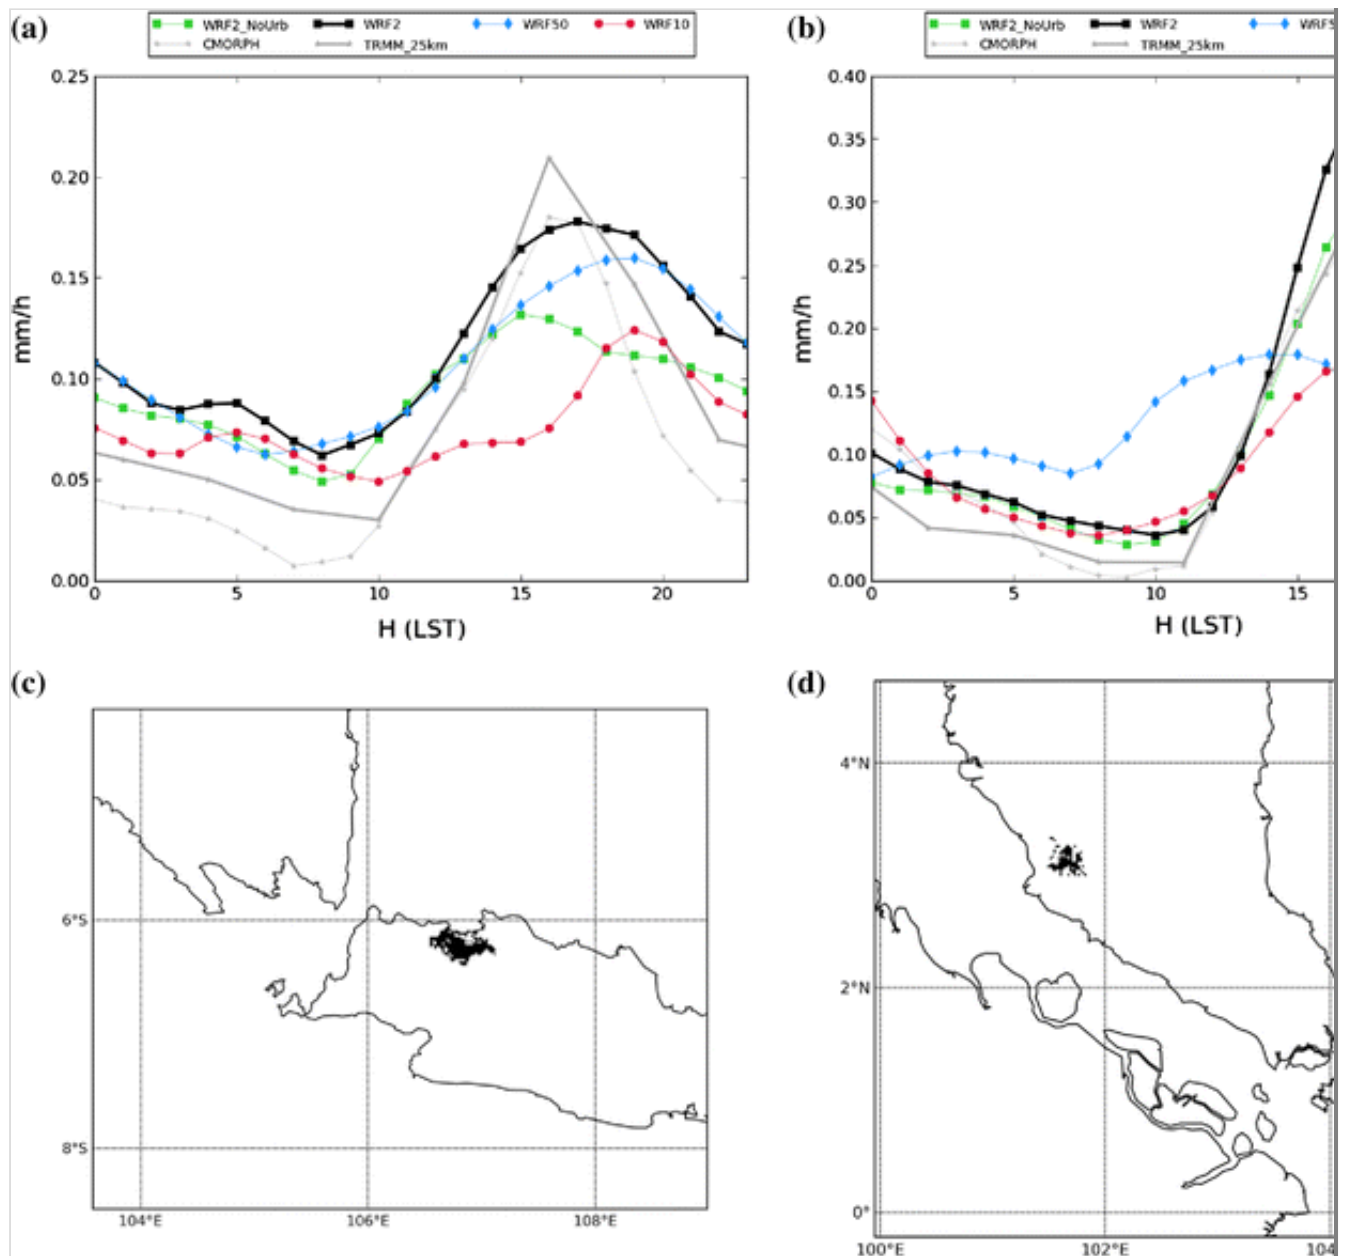 (a)
WRF2_NoUrb WRF2 WRF50 WRF10
CMORPH TRMM_25km
0.25
0.20
0.15
0.10
0.05
0.00
mm/h
0 5 10 15 20
H (LST)
(b)
WRF2_NoUrb WRF2 WRF5
CMORPH TRMM_25km
0.40
0.35
0.30
0.25
0.20
0.15
0.10
0.05
0.00
mm/h
0 5 10 15
H (LST)
(c)
6°S
8°S
104°E 106°E 108°E
(d)
4°N
2°N
0°
100°E 102°E 104